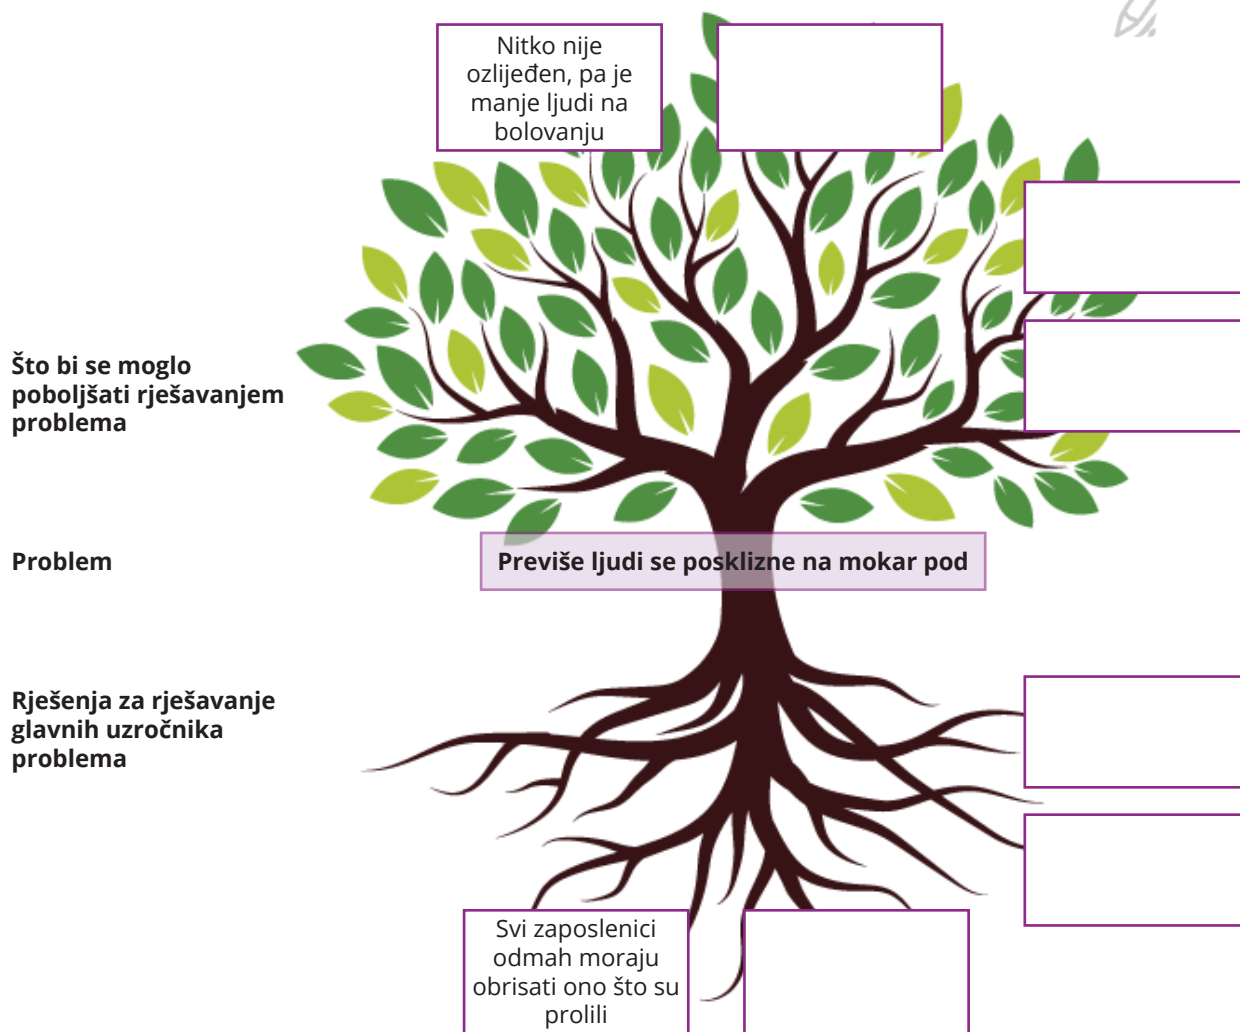 Nitko nije
ozlijeđen, pa je
manje ljudi na
bolovanju
Što bi se moglo
poboljšati rješavanjem
problema
Problem
Previše ljudi se posklizne na mokar pod
Rješenja za rješavanje
glavnih uzročnika
problema
Svi zaposlenici
odmah moraju
obrisati ono što su
prolili